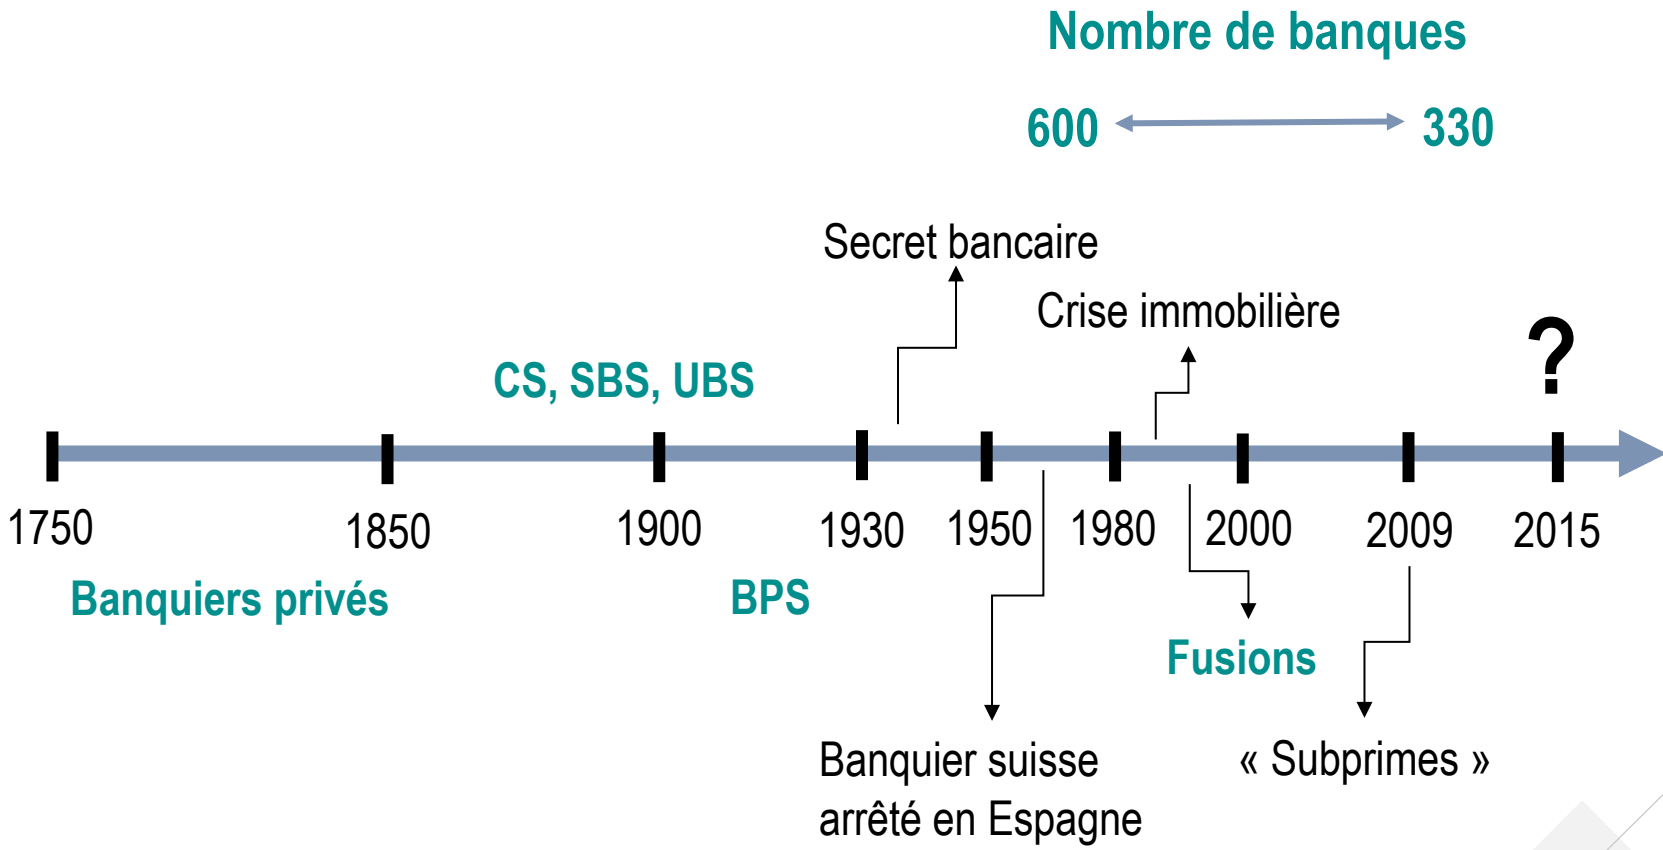 Nombre de banques
600 330
Secret bancaire
Crise immobilière
?
CS, SBS, UBS
1750 1850 1900 1930 1950 1980 2000 2009 2015
Banquiers privés
BPS
Fusions
Banquier suisse
arrêté en Espagne
« Subprimes »